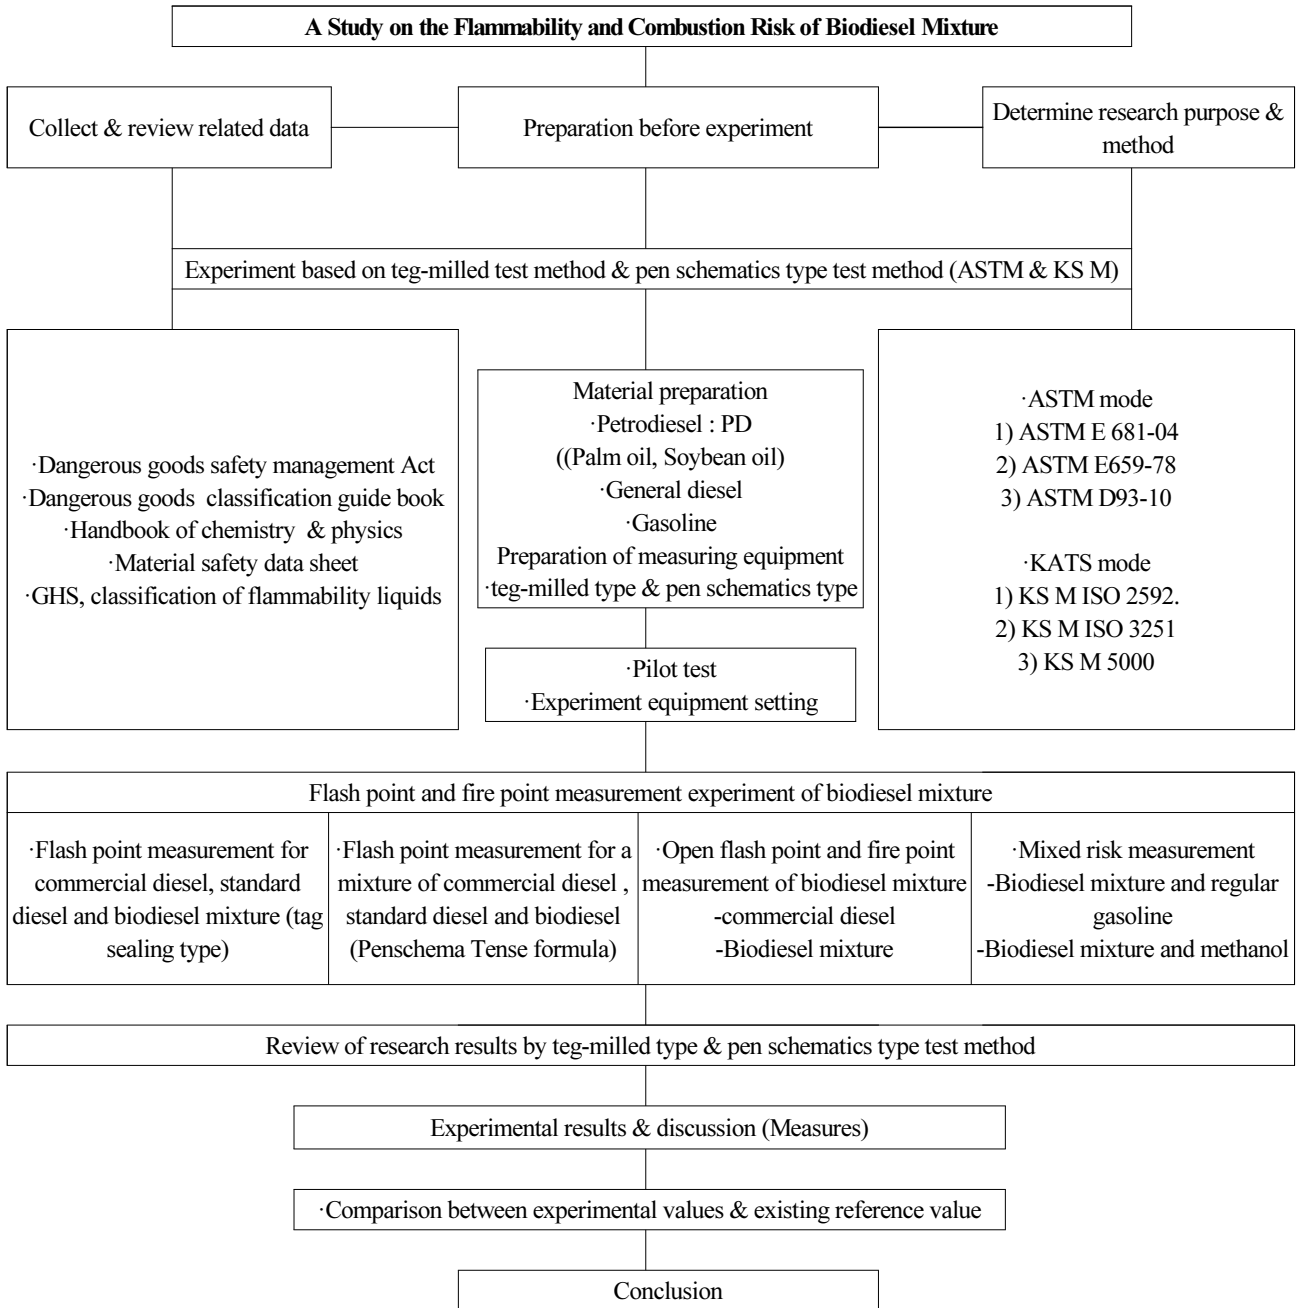 A Study on the Flammability and Combustion Risk of Biodiesel Mixture
Collect & review related data
Preparation before experiment
Determine research purpose &
method
Experiment based on teg-milled test method & pen schematics type test method (ASTM & KS M)
·Dangerous goods safety management Act
·Dangerous goods classification guide book
·Handbook of chemistry & physics
·Material safety data sheet
·GHS, classification of flammability liquids
Material preparation
·Petrodiesel : PD
((Palm oil, Soybean oil)
·General diesel
·Gasoline
Preparation of measuring equipment
·teg-milled type & pen schematics type
·Pilot test
·Experiment equipment setting
·ASTM mode
1) ASTM E 681-04
2) ASTM E659-78
3) ASTM D93-10
·KATS mode
1) KS M ISO 2592.
2) KS M ISO 3251
3) KS M 5000
Flash point and fire point measurement experiment of biodiesel mixture
·Flash point measurement for
commercial diesel, standard
diesel and biodiesel mixture (tag
sealing type)
·Flash point measurement for a
mixture of commercial diesel ,
standard diesel and biodiesel
(Penschema Tense formula)
·Open flash point and fire point
measurement of biodiesel mixture
-commercial diesel
-Biodiesel mixture
·Mixed risk measurement
-Biodiesel mixture and regular
gasoline
-Biodiesel mixture and methanol
Review of research results by teg-milled type & pen schematics type test method
Experimental results & discussion (Measures)
·Comparison between experimental values & existing reference value
Conclusion